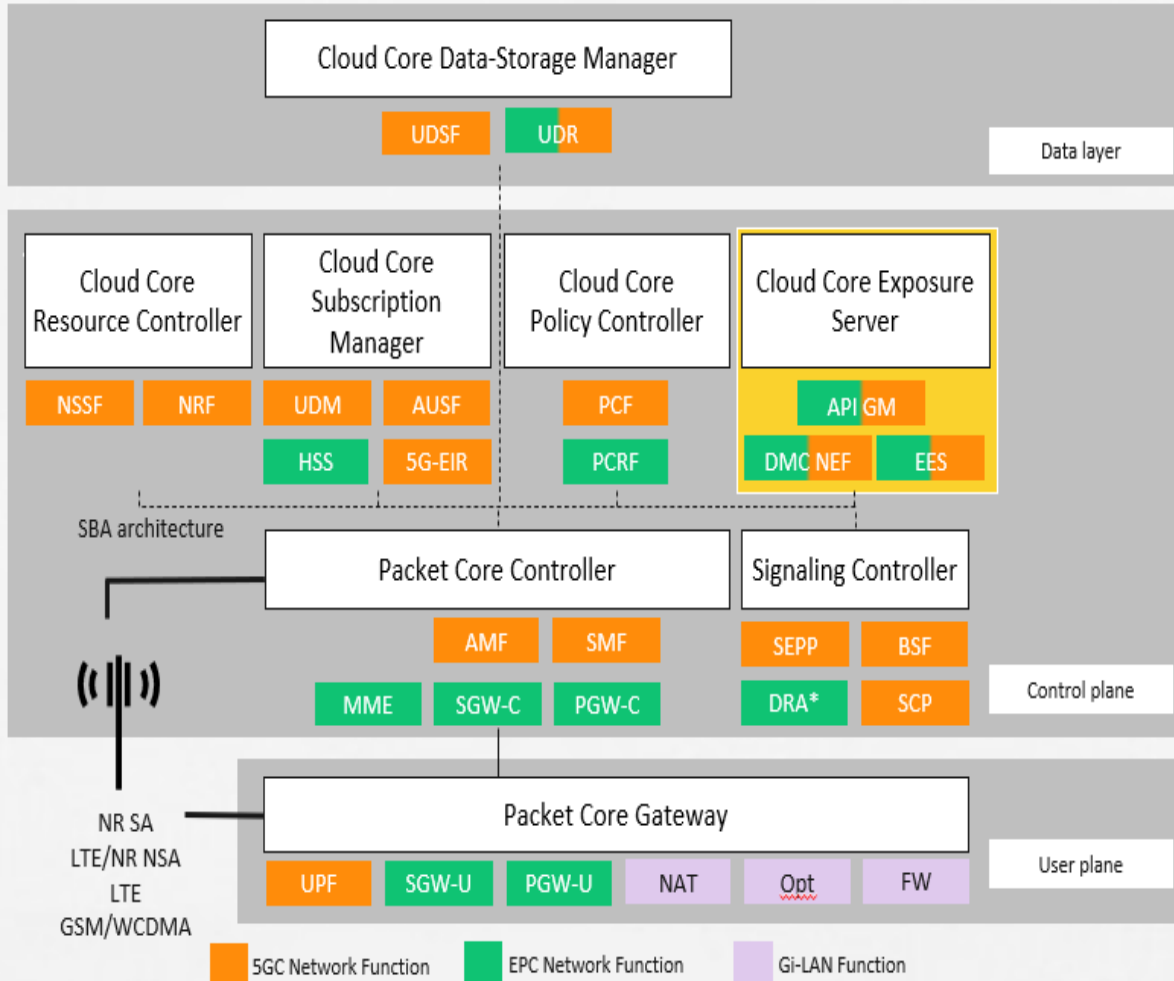 Cloud Core Data-Storage Manager
UDSF
UDR
Data layer
Cloud Core
Resource Controller
Cloud Core
Subscription
Manager
Cloud Core
Policy Controller
Cloud Core Exposure
Server
NSSF
NRF
UDM
AUSF
PCF
API GM
HSS
5G-EIR
PCRF
DMC NEF
EES
SBA architecture
Packet Core Controller
Signaling Controller
AMF
SMF
SEPP
BSF
MME
SGW-C
PGW-C
DRA*
SCP
Control plane
Packet Core Gateway
NR SA
LTE/NR NSA
LTE
GSM/WCDMA
UPF
SGW-U
PGW-U
NAT
Opt
FW
User plane
5GC Network Function
EPC Network Function
Gi-LAN Function